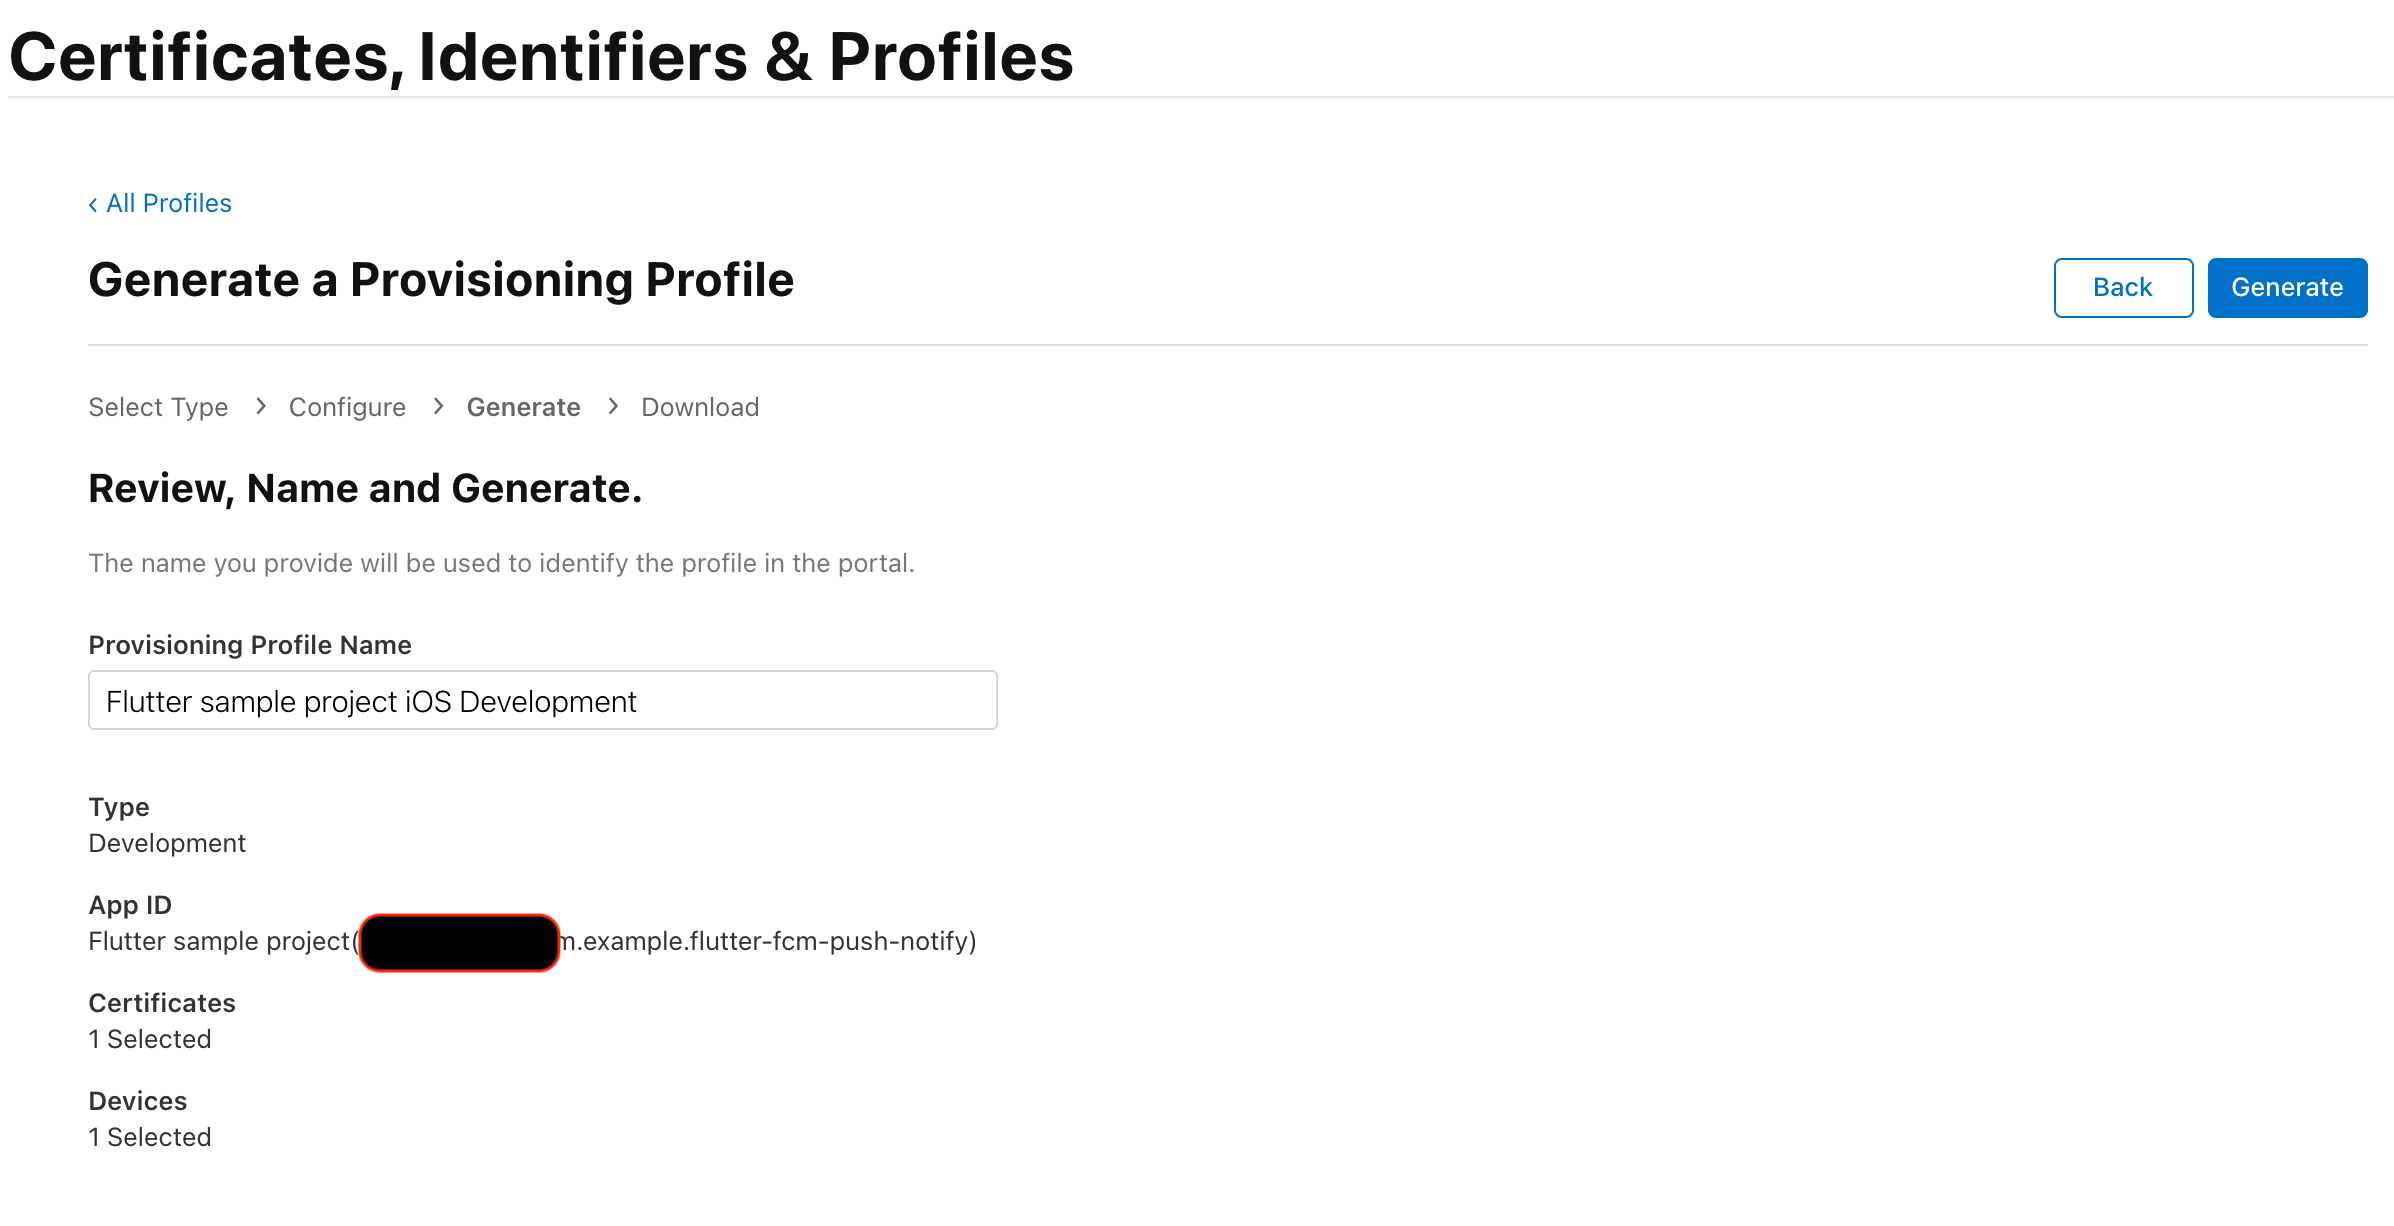 Certificates, Identifiers & Profiles
‹ All Profiles
Generate a Provisioning Profile
Back
Generate
Select Type > Configure > Generate > Download
Review, Name and Generate.
The name you provide will be used to identify the profile in the portal.
Provisioning Profile Name
Flutter sample project iOS Development
Type
Development
App ID
Flutter sample project( m.example.flutter-fcm-push-notify)
Certificates
1 Selected
Devices
1 Selected